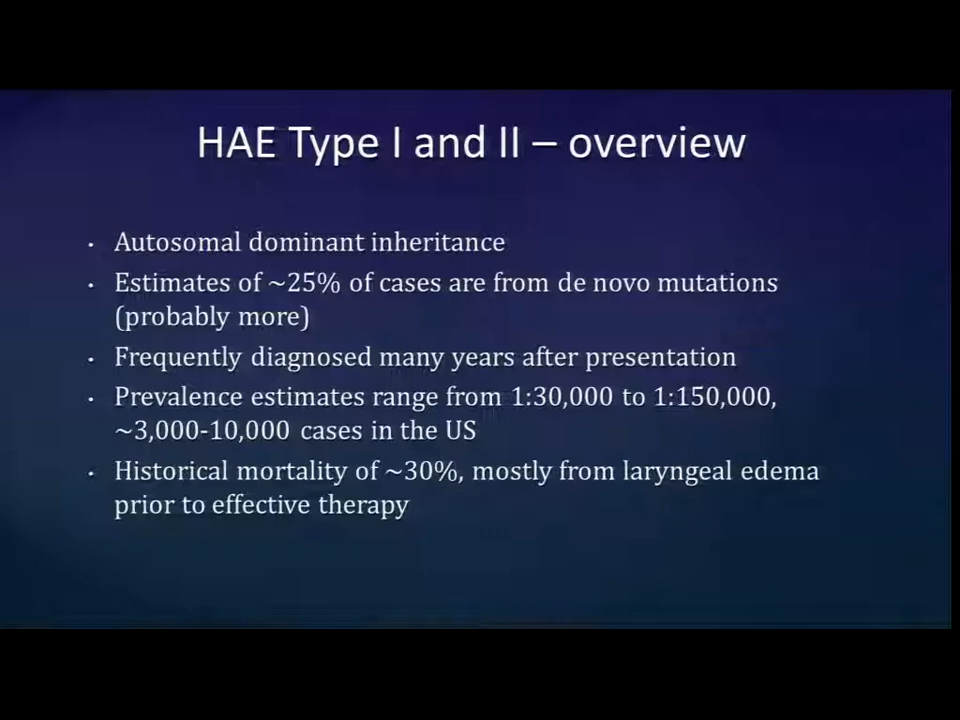 HAE Type I and II – overview
• Autosomal dominant inheritance
• Estimates of ~25% of cases are from de novo mutations
(probably more)
• Frequently diagnosed many years after presentation
• Prevalence estimates range from 1:30,000 to 1:150,000,
~3,000-10,000 cases in the US
• Historical mortality of ~30%, mostly from laryngeal edema
prior to effective therapy